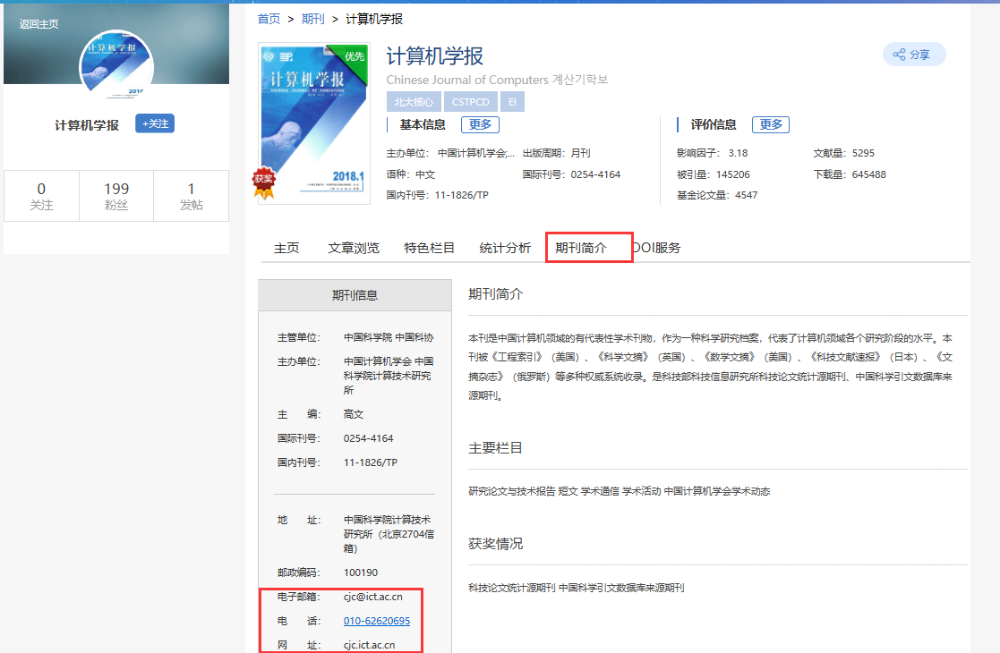 返回主页
计算机学报
2018
计算机学报
+关注
0
关注
199
粉丝
1
发帖
首页 > 期刊 > 计算机学报
优先
计算机学报
2018.1
获奖
计算机学报
Chinese Journal of Computers 계산기학보
北大核心 CSTPCD EI
分享
基本信息 更多
主办单位： 中国计算机学会;... 出版周期： 月刊
语种： 中文 国际刊号： 0254-4164
国内刊号： 11-1826/TP
评价信息 更多
影响因子： 3.18 文献量： 5295
被引量： 145206 下载量： 645488
基金论文量： 4547
主页 文章浏览 特色栏目 统计分析 期刊简介 DOI服务
期刊信息
主管单位： 中国科学院 中国科协
主办单位： 中国计算机学会 中国
科学院计算技术研究
所
主 编： 高文
国际刊号： 0254-4164
国内刊号： 11-1826/TP
地 址： 中国科学院计算技术
研究所（北京2704信
箱）
邮政编码： 100190
电子邮箱： cjc@ict.ac.cn
电 话： 010-62620695
网 址： cjc.ict.ac.cn
期刊简介
本刊是中国计算机领域的有代表性学术刊物，作为一种科学研究档案，代表了计算机领域各个研究阶段的水平。本
刊被《工程索引》（美国）、《科学文摘》（英国）、《数学文摘》（美国）、《科技文献速报》（日本）、《文
摘杂志》（俄罗斯）等多种权威系统收录。是科技部科技信息研究所科技论文统计源期刊、中国科学引文数据库来
源期刊。
主要栏目
研究论文与技术报告 短文 学术通信 学术活动 中国计算机学会学术动态
获奖情况
科技论文统计源期刊 中国科学引文数据库来源期刊